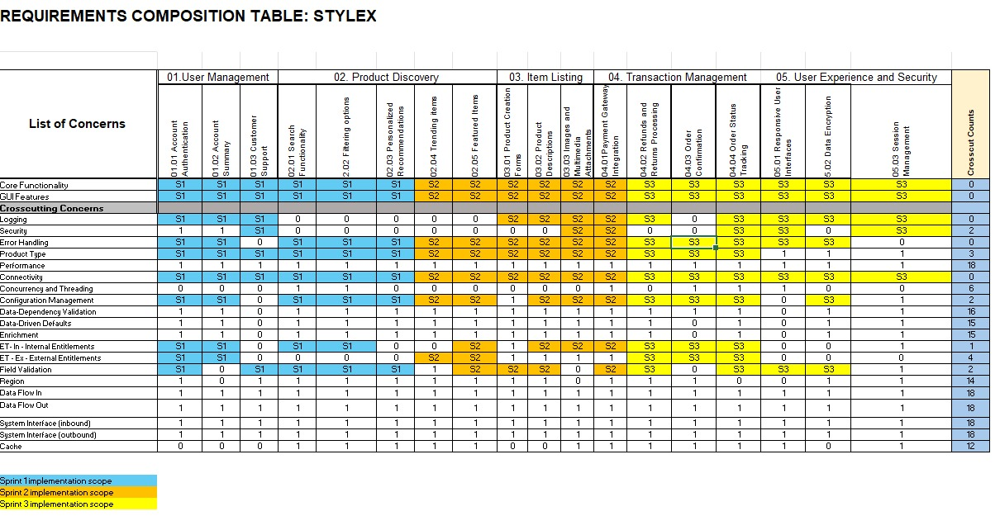 REQUIREMENTS COMPOSITION TABLE: STYLEX
01.User Management 02. Product Discovery 03. Item Listing 04. Transaction Management 05. User Experience and Security
List of Concerns
01.01 Account
Authentication
01.02 Account
Summary
01.03 Customer
Support
02.01 Search
Functionality
2.02 Filtering options
02.03 Personalized
Recommendations
02.04 Trending items
02.05 Featured Items
03.01 Product Creation
Forms
03.02 Product
Descriptions
03.03 Images and
Multimedia
Attachments
04.01Payment Gateway
Integration
04.02 Refunds and
Returns Processing
04.03 Order
Confirmation
04.04 Order Status
Tracking
05.01 Responsive User
Interfaces
5.02 Data Encryption
05.03 Session
Management
Crosscut Counts
Core Functionality S1 S1 S1 S1 S1 S1 S2 S2 S2 S2 S2 S2 S3 S3 S3 S3 S3 S3 0
GUI Features S1 S1 S1 S1 S1 S1 S2 S2 S2 S2 S2 S2 S3 S3 S3 S3 S3 S3 0
Crosscutting Concerns
Logging S1 S1 S1 0 0 0 0 0 S2 S2 S2 S2 S3 0 S3 S3 S3 S3 0
Security 1 1 S1 0 0 0 0 0 0 0 S2 S2 0 0 S3 S3 0 S3 2
Error Handling S1 S1 0 S1 S1 S1 S2 S2 S2 S2 S2 S2 S3 S3 S3 S3 S3 0 0
Product Type S1 S1 S1 S1 S1 S1 S2 S2 S2 S2 S2 S2 S3 S3 S3 1 1 1 3
Performance 1 1 1 1 1 1 1 1 1 1 1 1 1 1 1 1 1 1 18
Connectivity S1 S1 S1 S1 S1 S1 S2 S2 S2 S2 S2 S2 S3 S3 S3 S3 S3 S3 0
Concurrency and Threading 0 0 0 1 1 0 0 0 0 0 0 1 0 1 1 1 0 0 6
Configuration Management S1 S1 0 S1 S1 S1 S2 S2 1 S2 S2 S2 S3 S3 S3 0 S3 1 2
Data-Dependency Validation 1 1 0 1 1 1 1 1 1 1 1 1 1 1 1 0 1 1 16
Data-Driven Defaults 1 1 0 1 1 1 1 1 1 1 1 1 1 0 1 0 1 1 15
Enrichment 1 1 0 1 1 1 1 1 1 1 1 1 1 0 1 0 1 1 15
ET- In - Internal Entitlements S1 S1 0 S1 S1 0 0 S2 0 S2 S2 S2 S3 S3 S3 0 0 1 1
ET - Ex - External Entitlements S1 S1 0 0 0 0 S2 S2 1 1 1 1 S3 S3 S3 0 0 0 4
Field Validation S1 0 S1 S1 S1 S1 1 S2 S2 S2 0 S2 S3 0 S3 S3 S3 1 2
Region 1 0 1 1 1 1 1 1 1 1 0 1 1 1 0 0 1 1 14
Data Flow In 1 1 1 1 1 1 1 1 1 1 1 1 1 1 1 1 1 1 18
Data Flow Out 1 1 1 1 1 1 1 1 1 1 1 1 1 1 1 1 1 1 18
System Interface (inbound) 1 1 1 1 1 1 1 1 1 1 1 1 1 1 1 1 1 1 18
System Interface (outbound) 1 1 1 1 1 1 1 1 1 1 1 1 1 1 1 1 1 1 18
Cache 0 0 0 1 1 1 1 1 0 0 1 1 1 1 1 1 0 1 12
Sprint 1 implementation scope
Sprint 2 implementation scope
Sprint 3 implementation scope